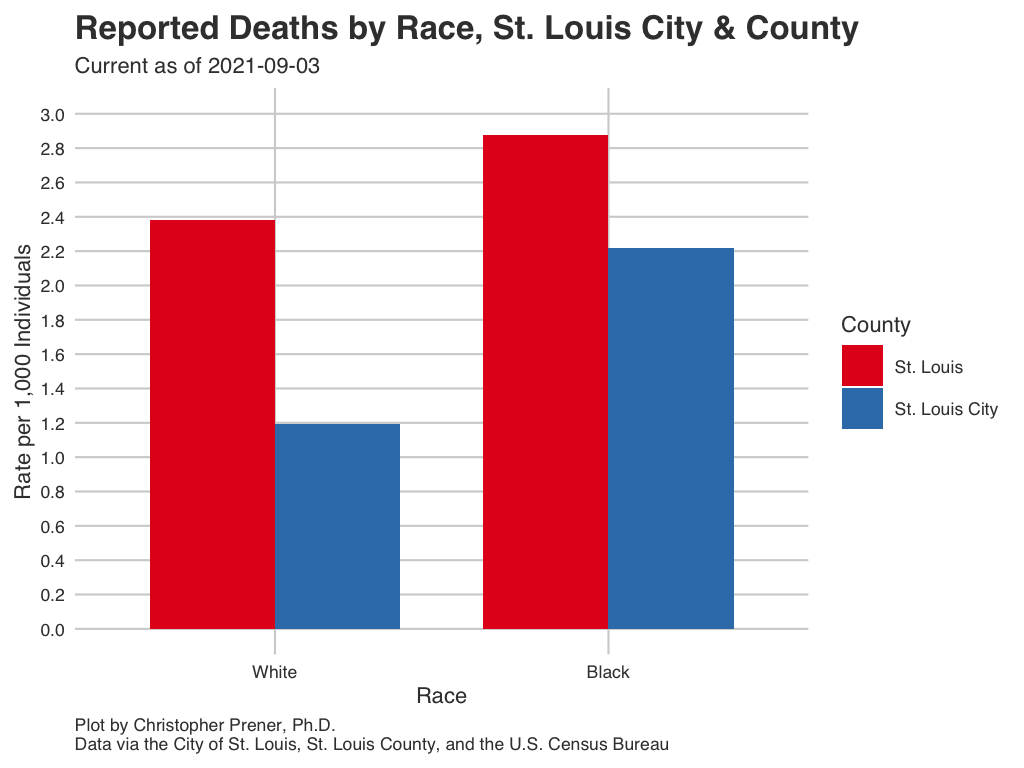 Reported Deaths by Race, St. Louis City & County
Current as of 2021-09-03
Rate per 1,000 Individuals
3.0
2.8
2.6
2.4
2.2
2.0
1.8
1.6
1.4
1.2
1.0
0.8
0.6
0.4
0.2
0.0
White
Black
Race
County
St. Louis
St. Louis City
Plot by Christopher Prener, Ph.D.
Data via the City of St. Louis, St. Louis County, and the U.S. Census Bureau